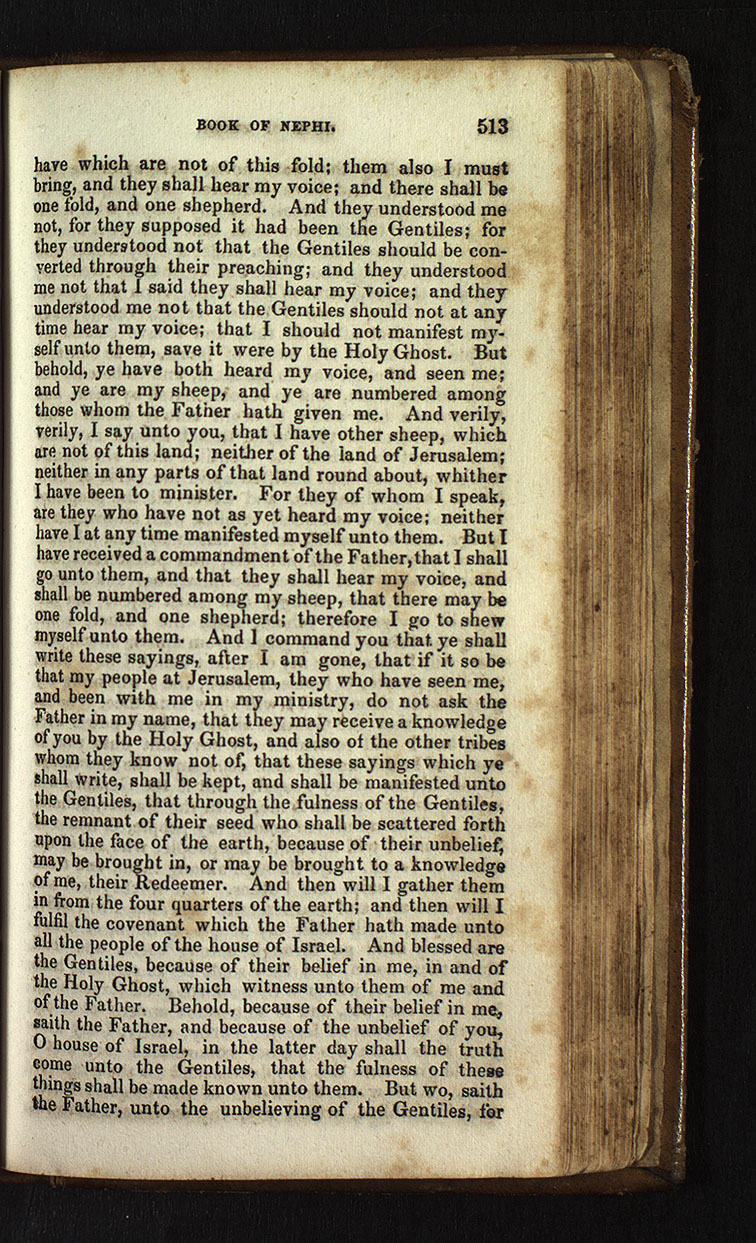 BOOK OF NEPHI. 513
have which are not of this fold; them also I must
bring, and they shall hear my voice; and there shall be
one fold, and one shepherd. And they understood me
not, for they supposed it had been the Gentiles; for
they understood not that the Gentiles should be con-
verted through their preaching; and they understood
me not that I said they shall hear my voice; and they
understood me not that the Gentiles should not at any
time hear my voice; that I should not manifest my-
self unto them, save it were by the Holy Ghost. But
behold, ye have both heard my voice, and seen me;
and ye are my sheep, and ye are numbered among
those whom the Father hath given me. And verily,
verily, I say unto you, that I have other sheep, which
are not of this land; neither of the land of Jerusalem;
neither in any parts of that land round about, whither
I have been to minister. For they of whom I speak,
are they who have not as yet heard my voice; neither
have I at any time manifested myself unto them. But I
have received a commandment of the Father, that I shall
go unto them, and that they shall hear my voice, and
shall be numbered among my sheep, that there may be
one fold, and one shepherd; therefore I go to shew
myself unto them. And I command you that ye shall
write these sayings, after I am gone, that if it so be
that my people at Jerusalem, they who have seen me,
and been with me in my ministry, do not ask the
Father in my name, that they may receive a knowledge
of you by the Holy Ghost, and also of the other tribes
whom they know not of, that these sayings which ye
shall write, shall be kept, and shall be manifested unto
the Gentiles, that through the fulness of the Gentiles,
the remnant of their seed who shall be scattered forth
upon the face of the earth, because of their unbelief,
may be brought in, or may be brought to a knowledge
of me, their Redeemer. And then will I gather them
in from the four quarters of the earth; and then will I
fulfil the covenant which the Father hath made unto
all the people of the house of Israel. And blessed are
the Gentiles, because of their belief in me, in and of
the Holy Ghost, which witness unto them of me and
of the Father. Behold, because of their belief in me,
saith the Father, and because of the unbelief of you,
O house of Israel, in the latter day shall the truth
come unto the Gentiles, that the fulness of these
things shall be made known unto them. But wo, saith
the Father, unto the unbelieving of the Gentiles, for